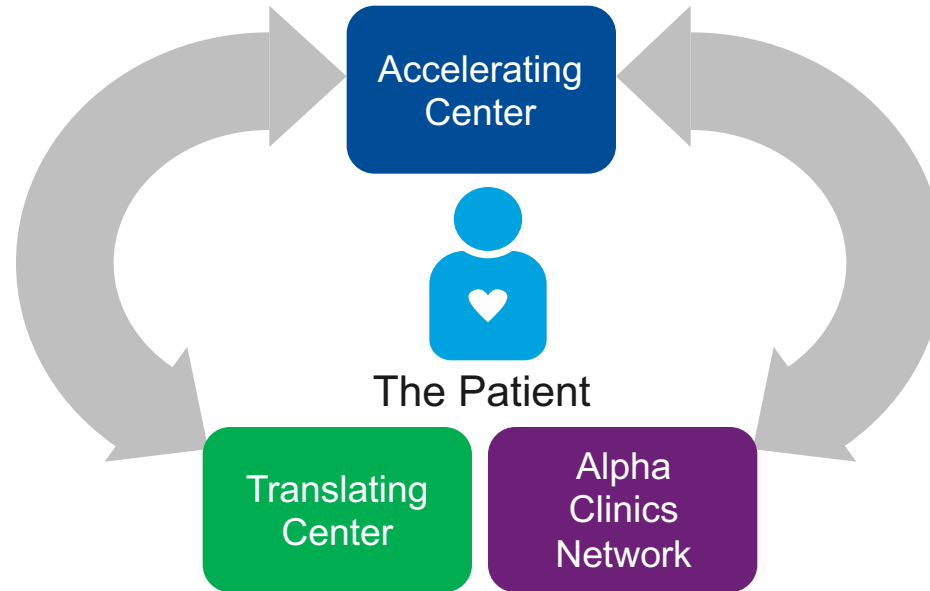 Accelerating
Center
The Patient
Translating
Center
Alpha
Clinics
Network